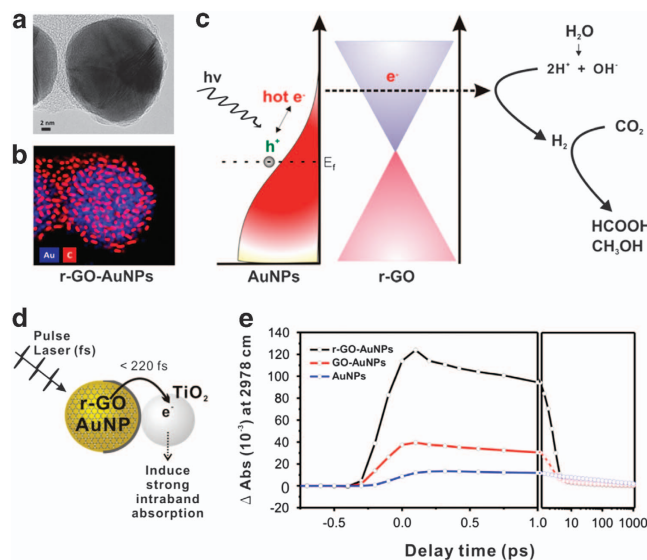 a
2 nm
b
Au
C
r-GO-AuNPs
c
hν
hot e⁻
h⁺
E_f
AuNPs
e⁻
r-GO
H₂O
2H⁺ + OH⁻
H₂
CO₂
HCOOH
CH₃OH
d
Pulse
Laser (fs)
< 220 fs
TiO₂
r-GO
AuNP
e⁻
Induce
strong
intraband
absorption
e
Δ Abs (10⁻³) at 2978 cm
140
120
100
80
60
40
20
0
-20
r-GO-AuNPs
GO-AuNPs
AuNPs
-0.5
0.0
0.5
1.0
10
100
1000
Delay time (ps)